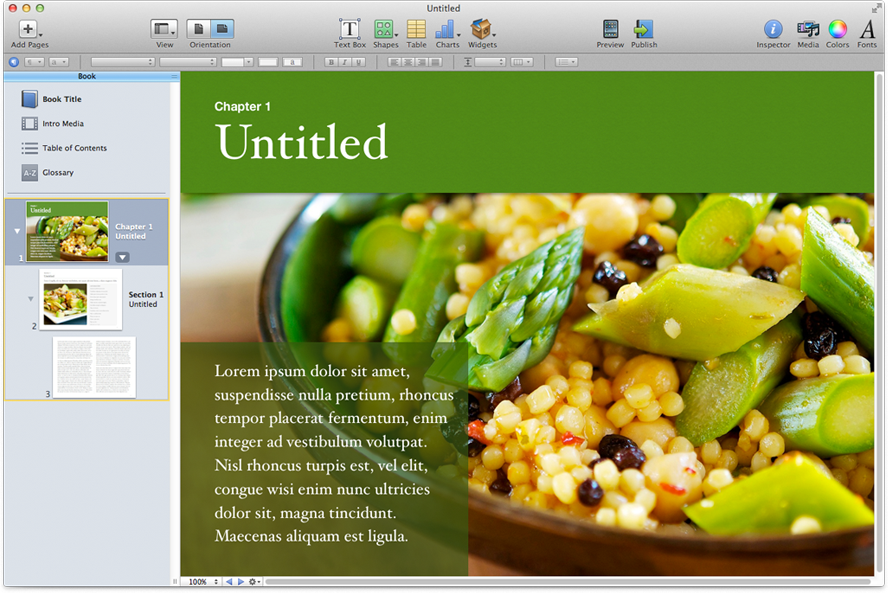 Untitled
Add Pages
View
Orientation
Text Box
Shapes
Table
Charts
Widgets
Preview
Publish
Inspector
Media
Colors
Fonts
a
a
B I U
Book
Book Title
Intro Media
Table of Contents
A-Z Glossary
Untitled
Chapter 1
Untitled
1
Section 1
Untitled
2
3
Chapter 1
Untitled
Lorem ipsum dolor sit amet,
suspendisse nulla pretium, rhoncus
tempor placerat fermentum, enim
integer ad vestibulum volutpat.
Nisl rhoncus turpis est, vel elit,
congue wisi enim nunc ultricies
dolor sit, magna tincidunt.
Maecenas aliquam est ligula.
100%